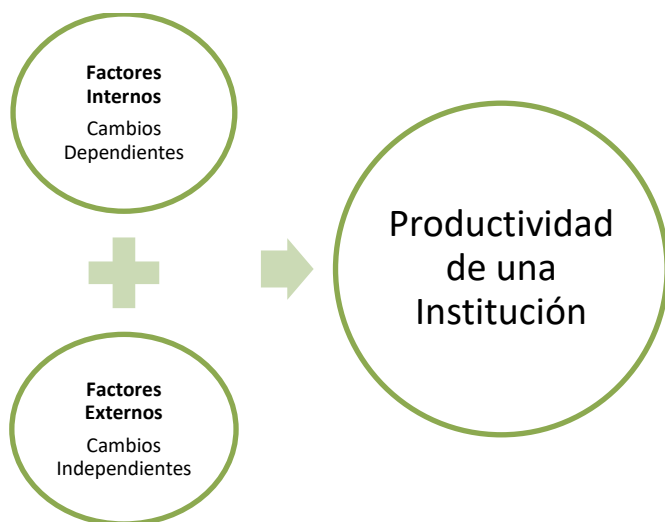 Factores
Internos
Cambios
Dependientes
Productividad
de una
Institución
Factores
Externos
Cambios
Independientes